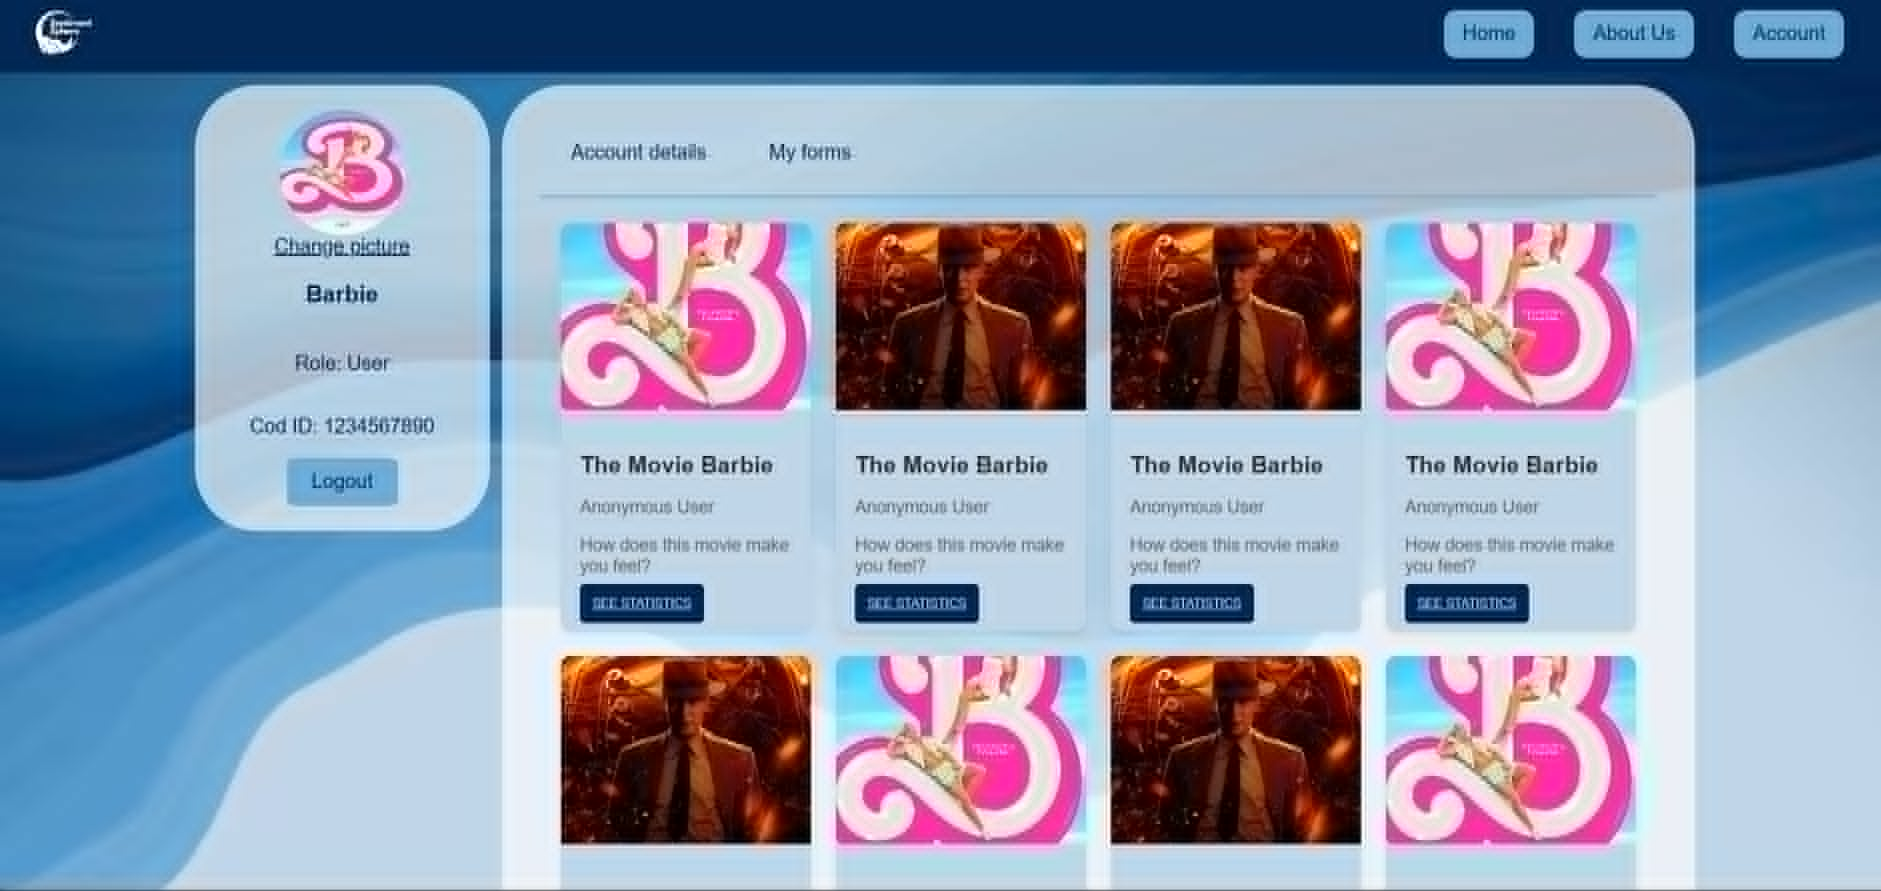 Home
About Us
Account
Change picture
Barbie
Role: User
Cod ID: 1234567890
Logout
Account details
My forms
The Movie Barbie
Anonymous User
How does this movie make
you feel?
SEE STATISTICS
The Movie Barbie
Anonymous User
How does this movie make
you feel?
SEE STATISTICS
The Movie Barbie
Anonymous User
How does this movie make
you feel?
SEE STATISTICS
The Movie Barbie
Anonymous User
How does this movie make
you feel?
SEE STATISTICS